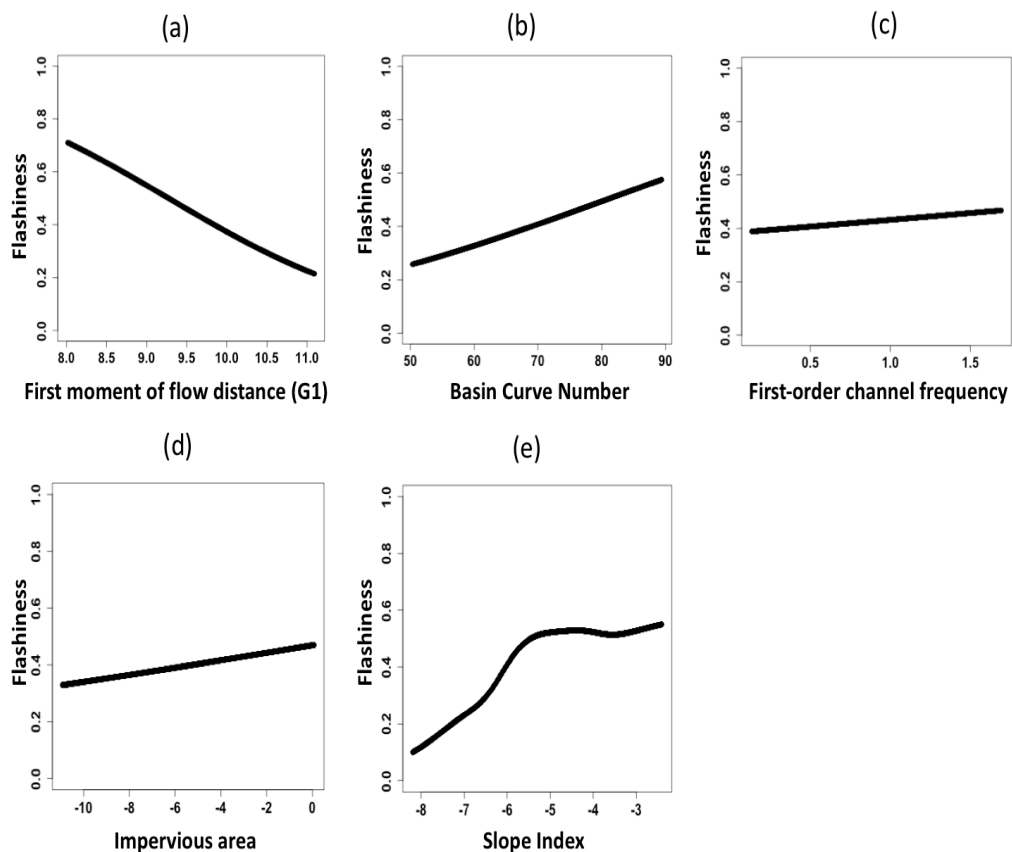 (a)
Flashiness
1.0
0.8
0.6
0.4
0.2
0.0
8.0 8.5 9.0 9.5 10.0 10.5 11.0
First moment of flow distance (G1)
(b)
Flashiness
1.0
0.8
0.6
0.4
0.2
0.0
50 60 70 80 90
Basin Curve Number
(c)
Flashiness
1.0
0.8
0.6
0.4
0.2
0.0
0.5 1.0 1.5
First-order channel frequency
(d)
Flashiness
1.0
0.8
0.6
0.4
0.2
0.0
-10 -8 -6 -4 -2 0
Impervious area
(e)
Flashiness
1.0
0.8
0.6
0.4
0.2
0.0
-8 -7 -6 -5 -4 -3
Slope Index